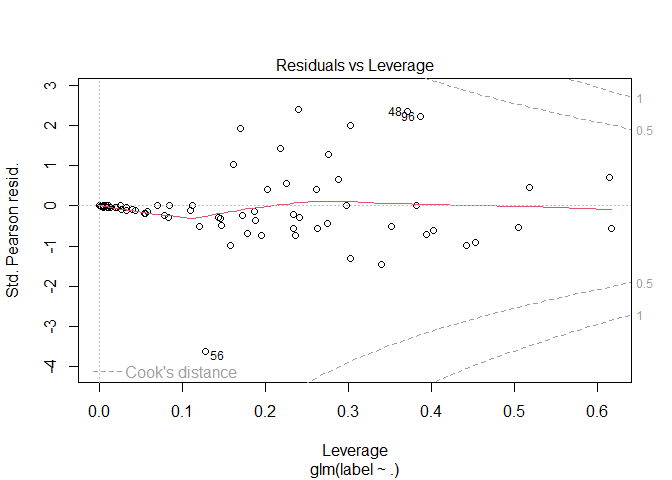 Residuals vs Leverage
3
2
1
0
-1
-2
-3
-4
Std. Pearson resid.
48
96
56
1
0.5
0.5
1
Cook's distance
0.0 0.1 0.2 0.3 0.4 0.5 0.6
Leverage
glm(label ~ .)